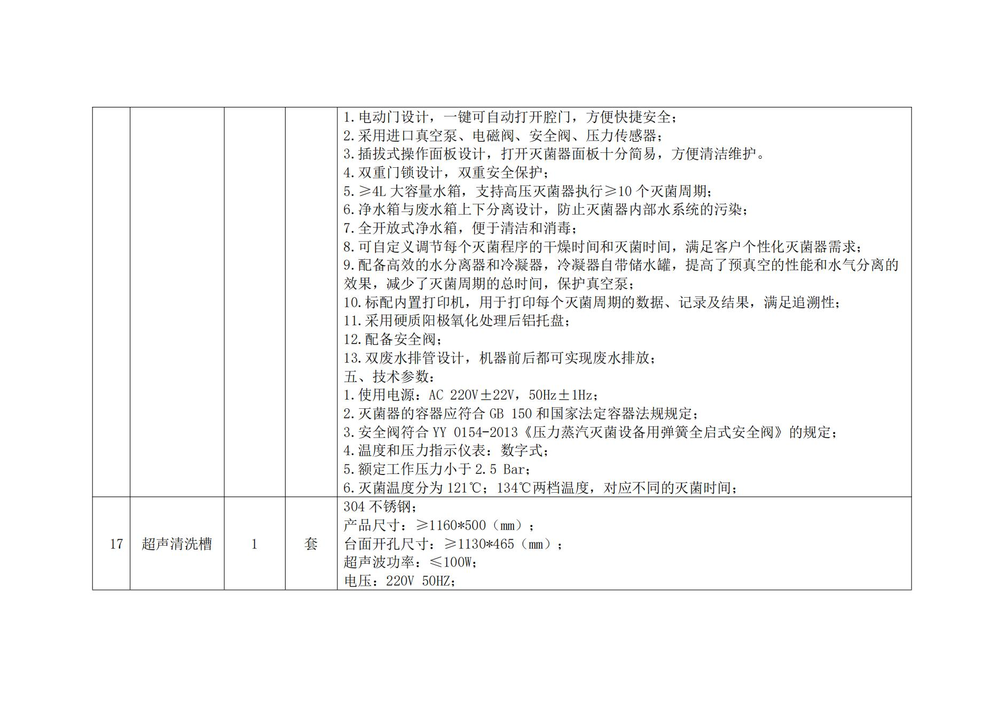 1.电动门设计，一键可自动打开腔门，方便快捷安全；
2.采用进口真空泵、电磁阀、安全阀、压力传感器；
3.插拔式操作面板设计，打开灭菌器面板十分简易，方便清洁维护。
4.双重门锁设计，双重安全保护；
5.≥4L 大容量水箱，支持高压灭菌器执行≥10 个灭菌周期；
6.净水箱与废水箱上下分离设计，防止灭菌器内部水系统的污染；
7.全开放式净水箱，便于清洁和消毒；
8.可自定义调节每个灭菌程序的干燥时间和灭菌时间，满足客户个性化灭菌器需求；
9.配备高效的水分离器和冷凝器，冷凝器自带储水罐，提高了预真空的性能和水气分离的
效果，减少了灭菌周期的总时间，保护真空泵；
10.标配内置打印机，用于打印每个灭菌周期的数据、记录及结果，满足追溯性；
11.采用硬质阳极氧化处理后铝托盘；
12.配备安全阀；
13.双废水排管设计，机器前后都可实现废水排放；
五、技术参数：
1.使用电源：AC 220V±22V，50Hz±1Hz；
2.灭菌器的容器应符合 GB 150 和国家法定容器法规规定；
3.安全阀符合 YY 0154-2013《压力蒸汽灭菌设备用弹簧全启式安全阀》的规定；
4.温度和压力指示仪表：数字式；
5.额定工作压力小于 2.5 Bar；
6.灭菌温度分为 121℃；134℃两档温度，对应不同的灭菌时间；
17 超声清洗槽 1 套
304 不锈钢；
产品尺寸：≥1160*500（mm）；
台面开孔尺寸：≥1130*465（mm）；
超声波功率：≤100W；
电压：220V 50HZ；